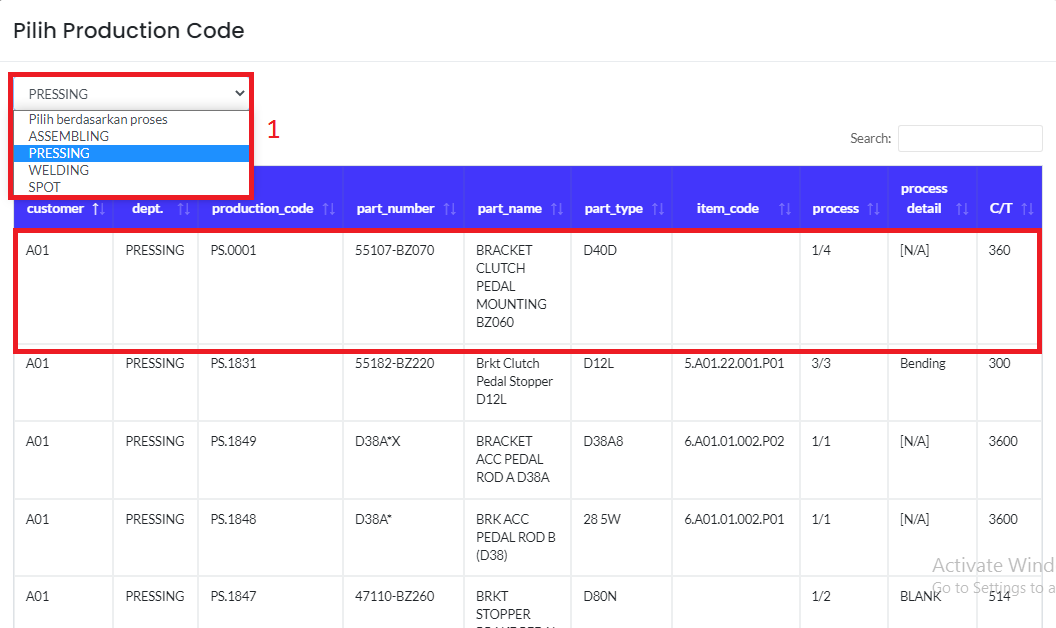 Pilih Production Code
PRESSING
Pilih berdasarkan proses
ASSEMBLING
PRESSING
WELDING
SPOT
1
Search:
customer dept. production_code part_number part_name part_type item_code process process detail C/T
A01 PRESSING PS.0001 55107-BZ070 BRACKET CLUTCH PEDAL MOUNTING BZ060 D40D 1/4 [N/A] 360
A01 PRESSING PS.1831 55182-BZ220 Brkt Clutch Pedal Stopper D12L D12L 5.A01.22.001.P01 3/3 Bending 300
A01 PRESSING PS.1849 D38A*X BRACKET ACC PEDAL ROD A D38A D38A8 6.A01.01.002.P02 1/1 [N/A] 3600
A01 PRESSING PS.1848 D38A* BRK ACC PEDAL ROD B (D38) 28 5W 6.A01.01.002.P01 1/1 [N/A] 3600
A01 PRESSING PS.1847 47110-BZ260 BRKT STOPPER D80N 1/2 BLANK 514
Activate Wind
Go to Settings to a